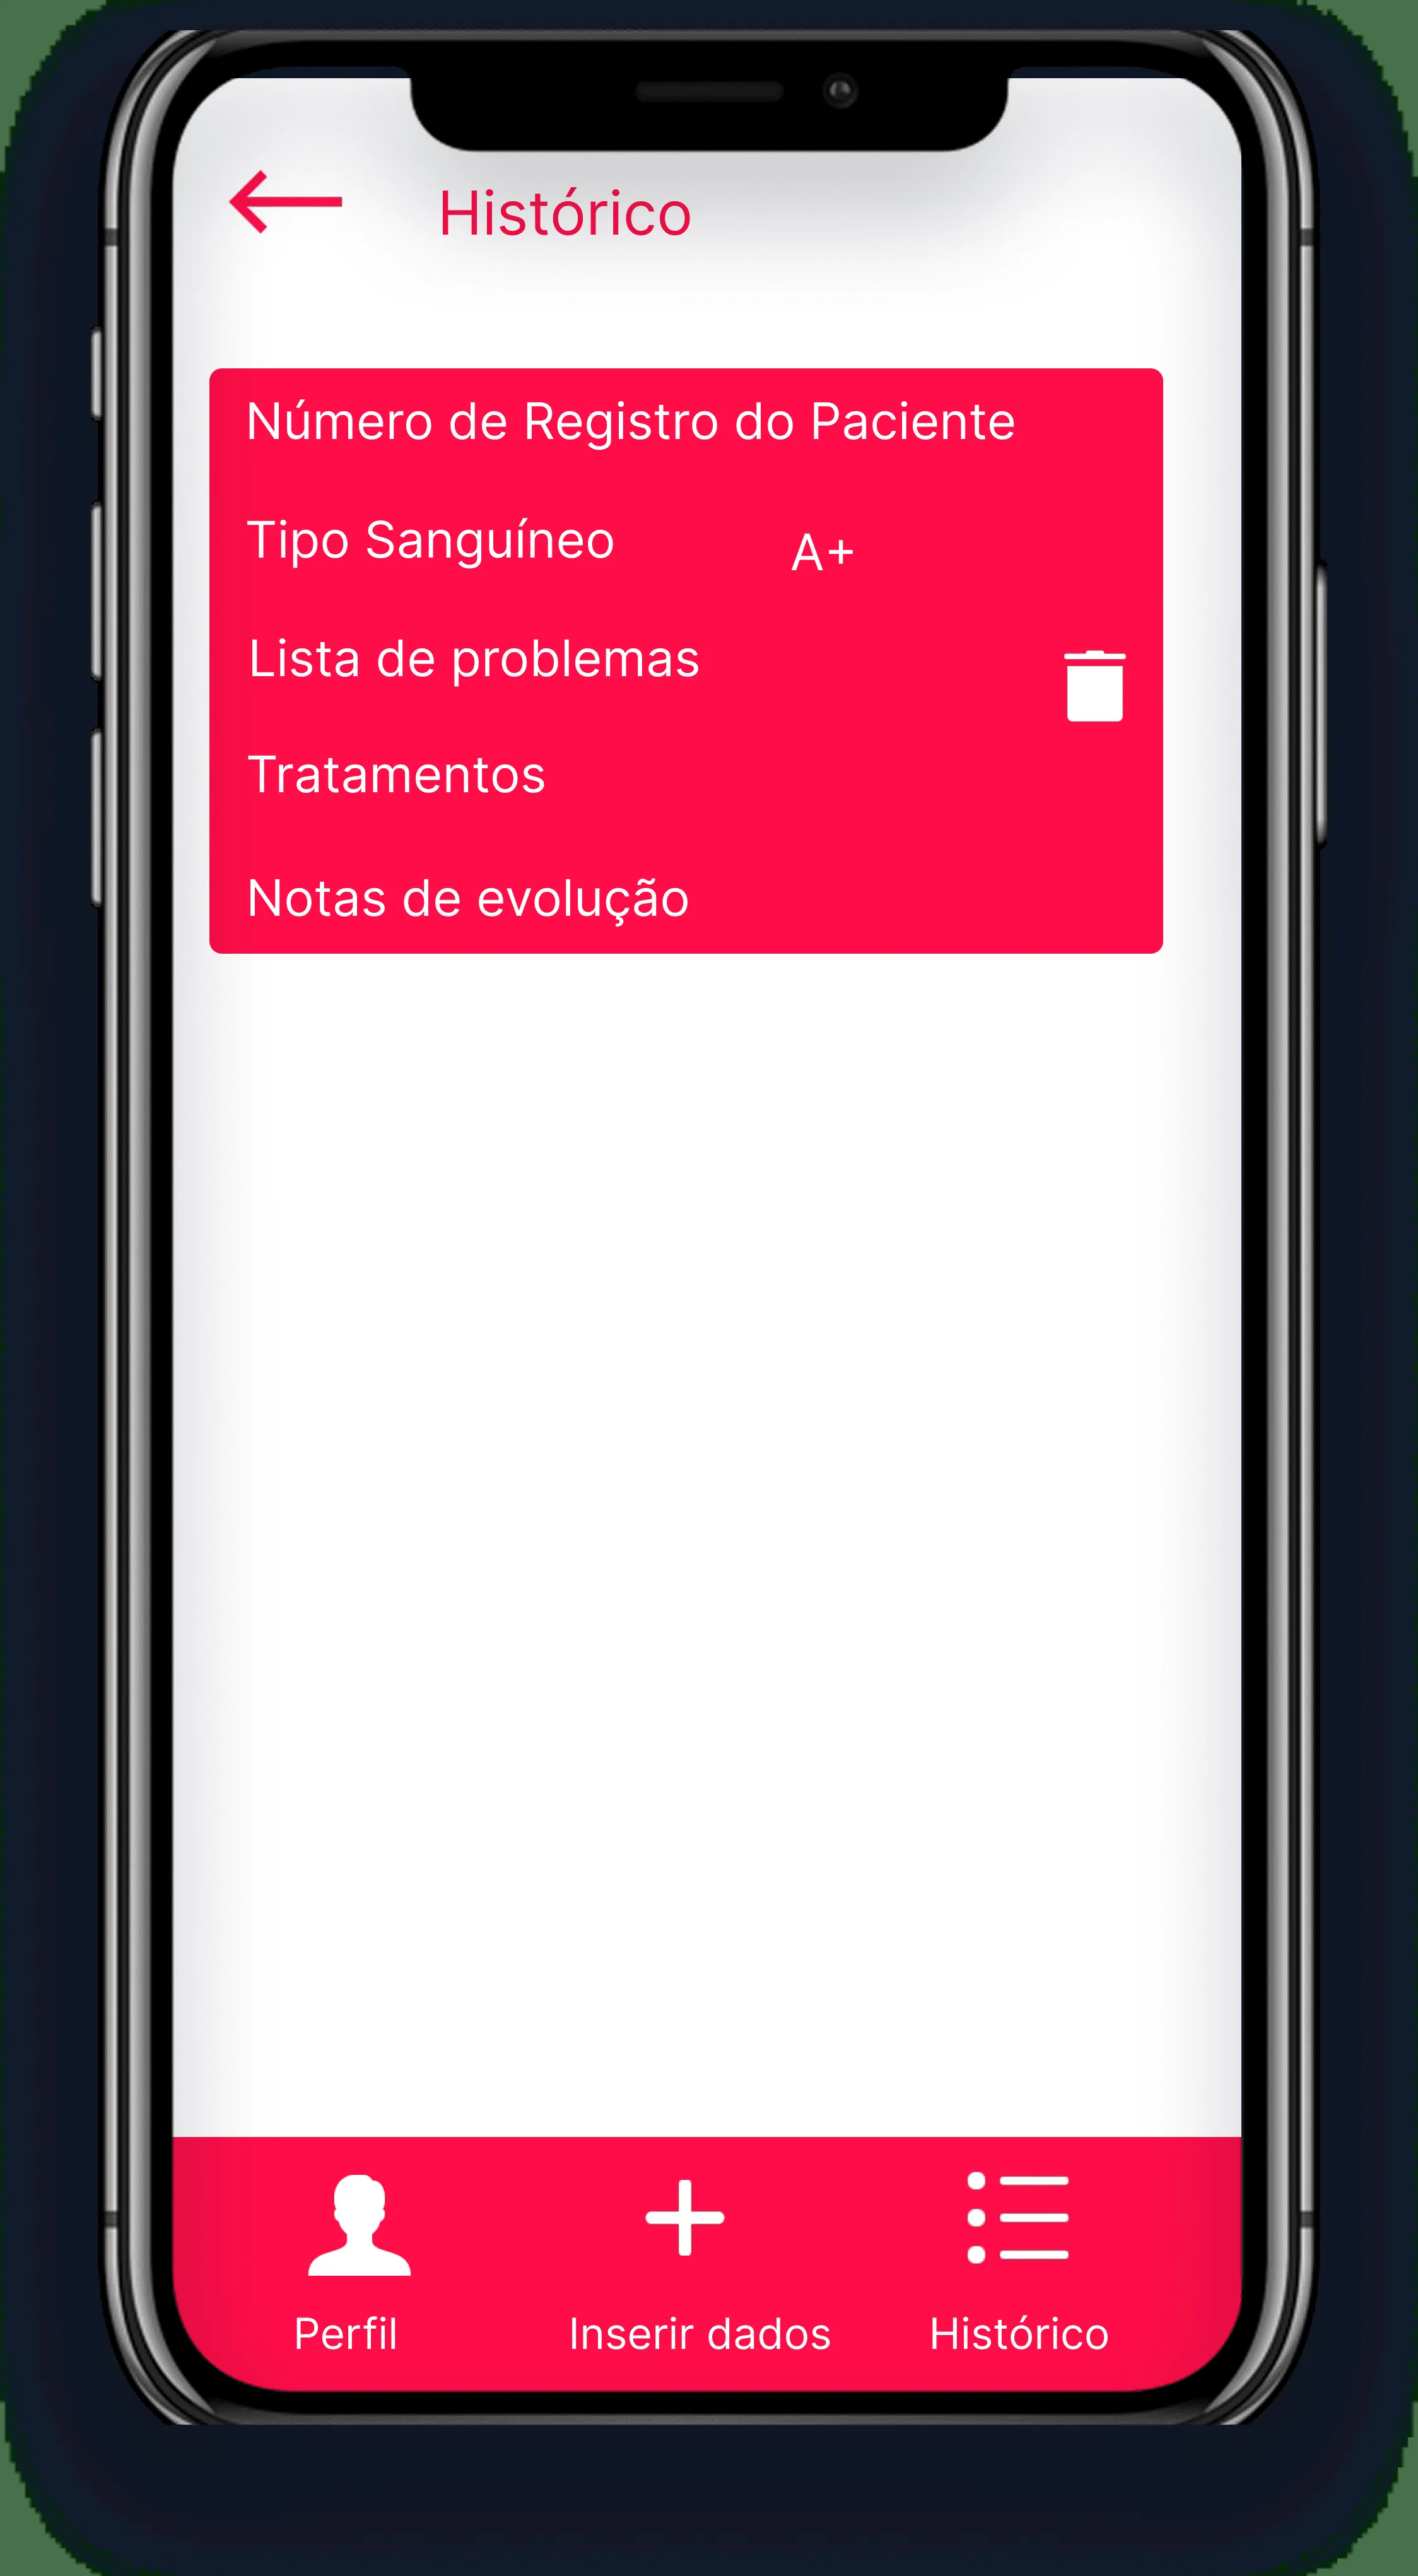 Histórico
Número de Registro do Paciente
Tipo Sanguíneo A+
Lista de problemas
Tratamentos
Notas de evolução
Perfil Inserir dados Histórico